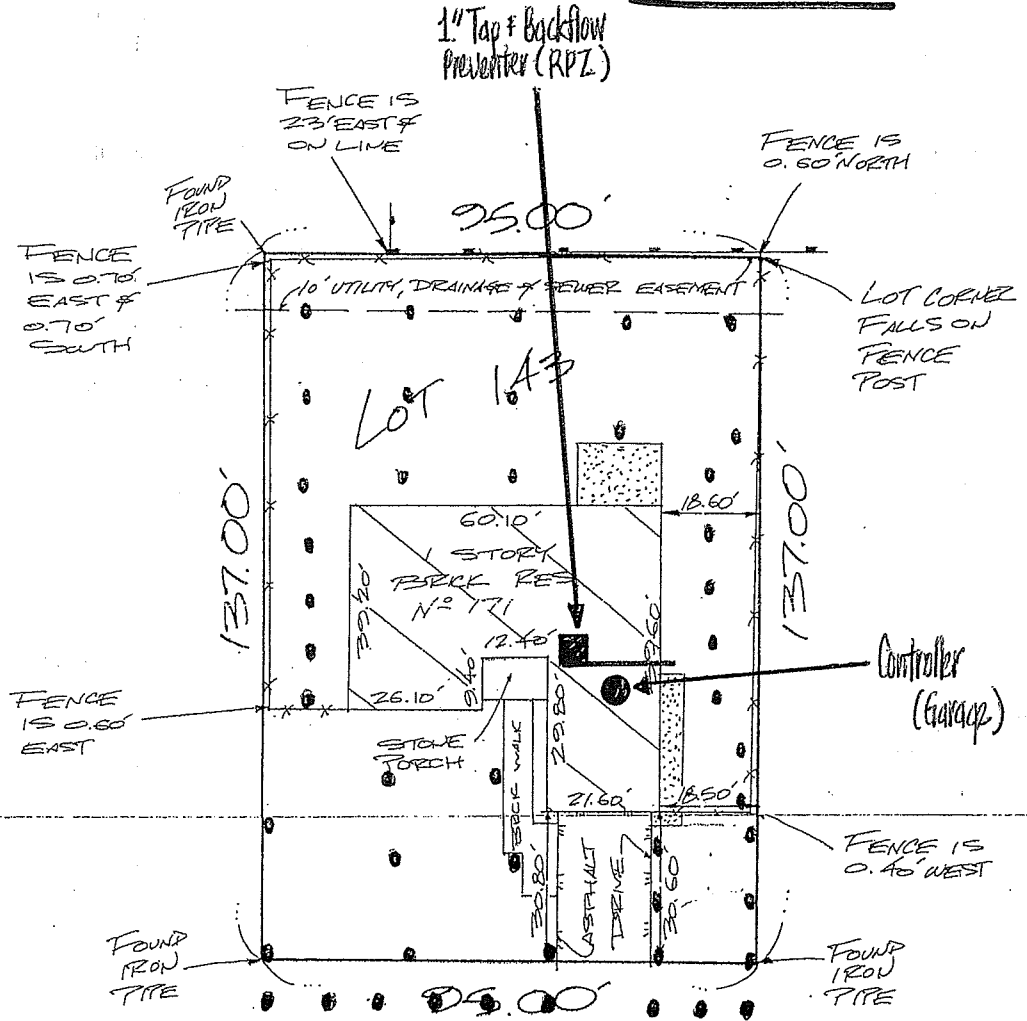 1." Tap & Backflow
Preventer (RPZ)
FENCE IS
23' EAST &
ON LINE
FENCE IS
0.60' NORTH
FOUND
IRON
PIPE
95.00'
FENCE
IS 0.70'
EAST &
0.70'
SOUTH
10' UTILITY, DRAINAGE & SEWER EASEMENT
LOT CORNER
FALLS ON
FENCE
POST
LOT 143
137.00'
18.60'
137.00'
60.10'
1 STORY
BRICK RES
Nº 171
39.20'
12.40'
9.40'
26.10'
29.80'
Controller
(Garage)
FENCE
IS 0.60'
EAST
STONE
PORCH
BRICK WALK
21.60'
18.50'
FENCE IS
0.40' WEST
30.80'
ASPHALT
DRIVE
30.60'
FOUND
IRON
PIPE
95.00'
FOUND
IRON
PIPE